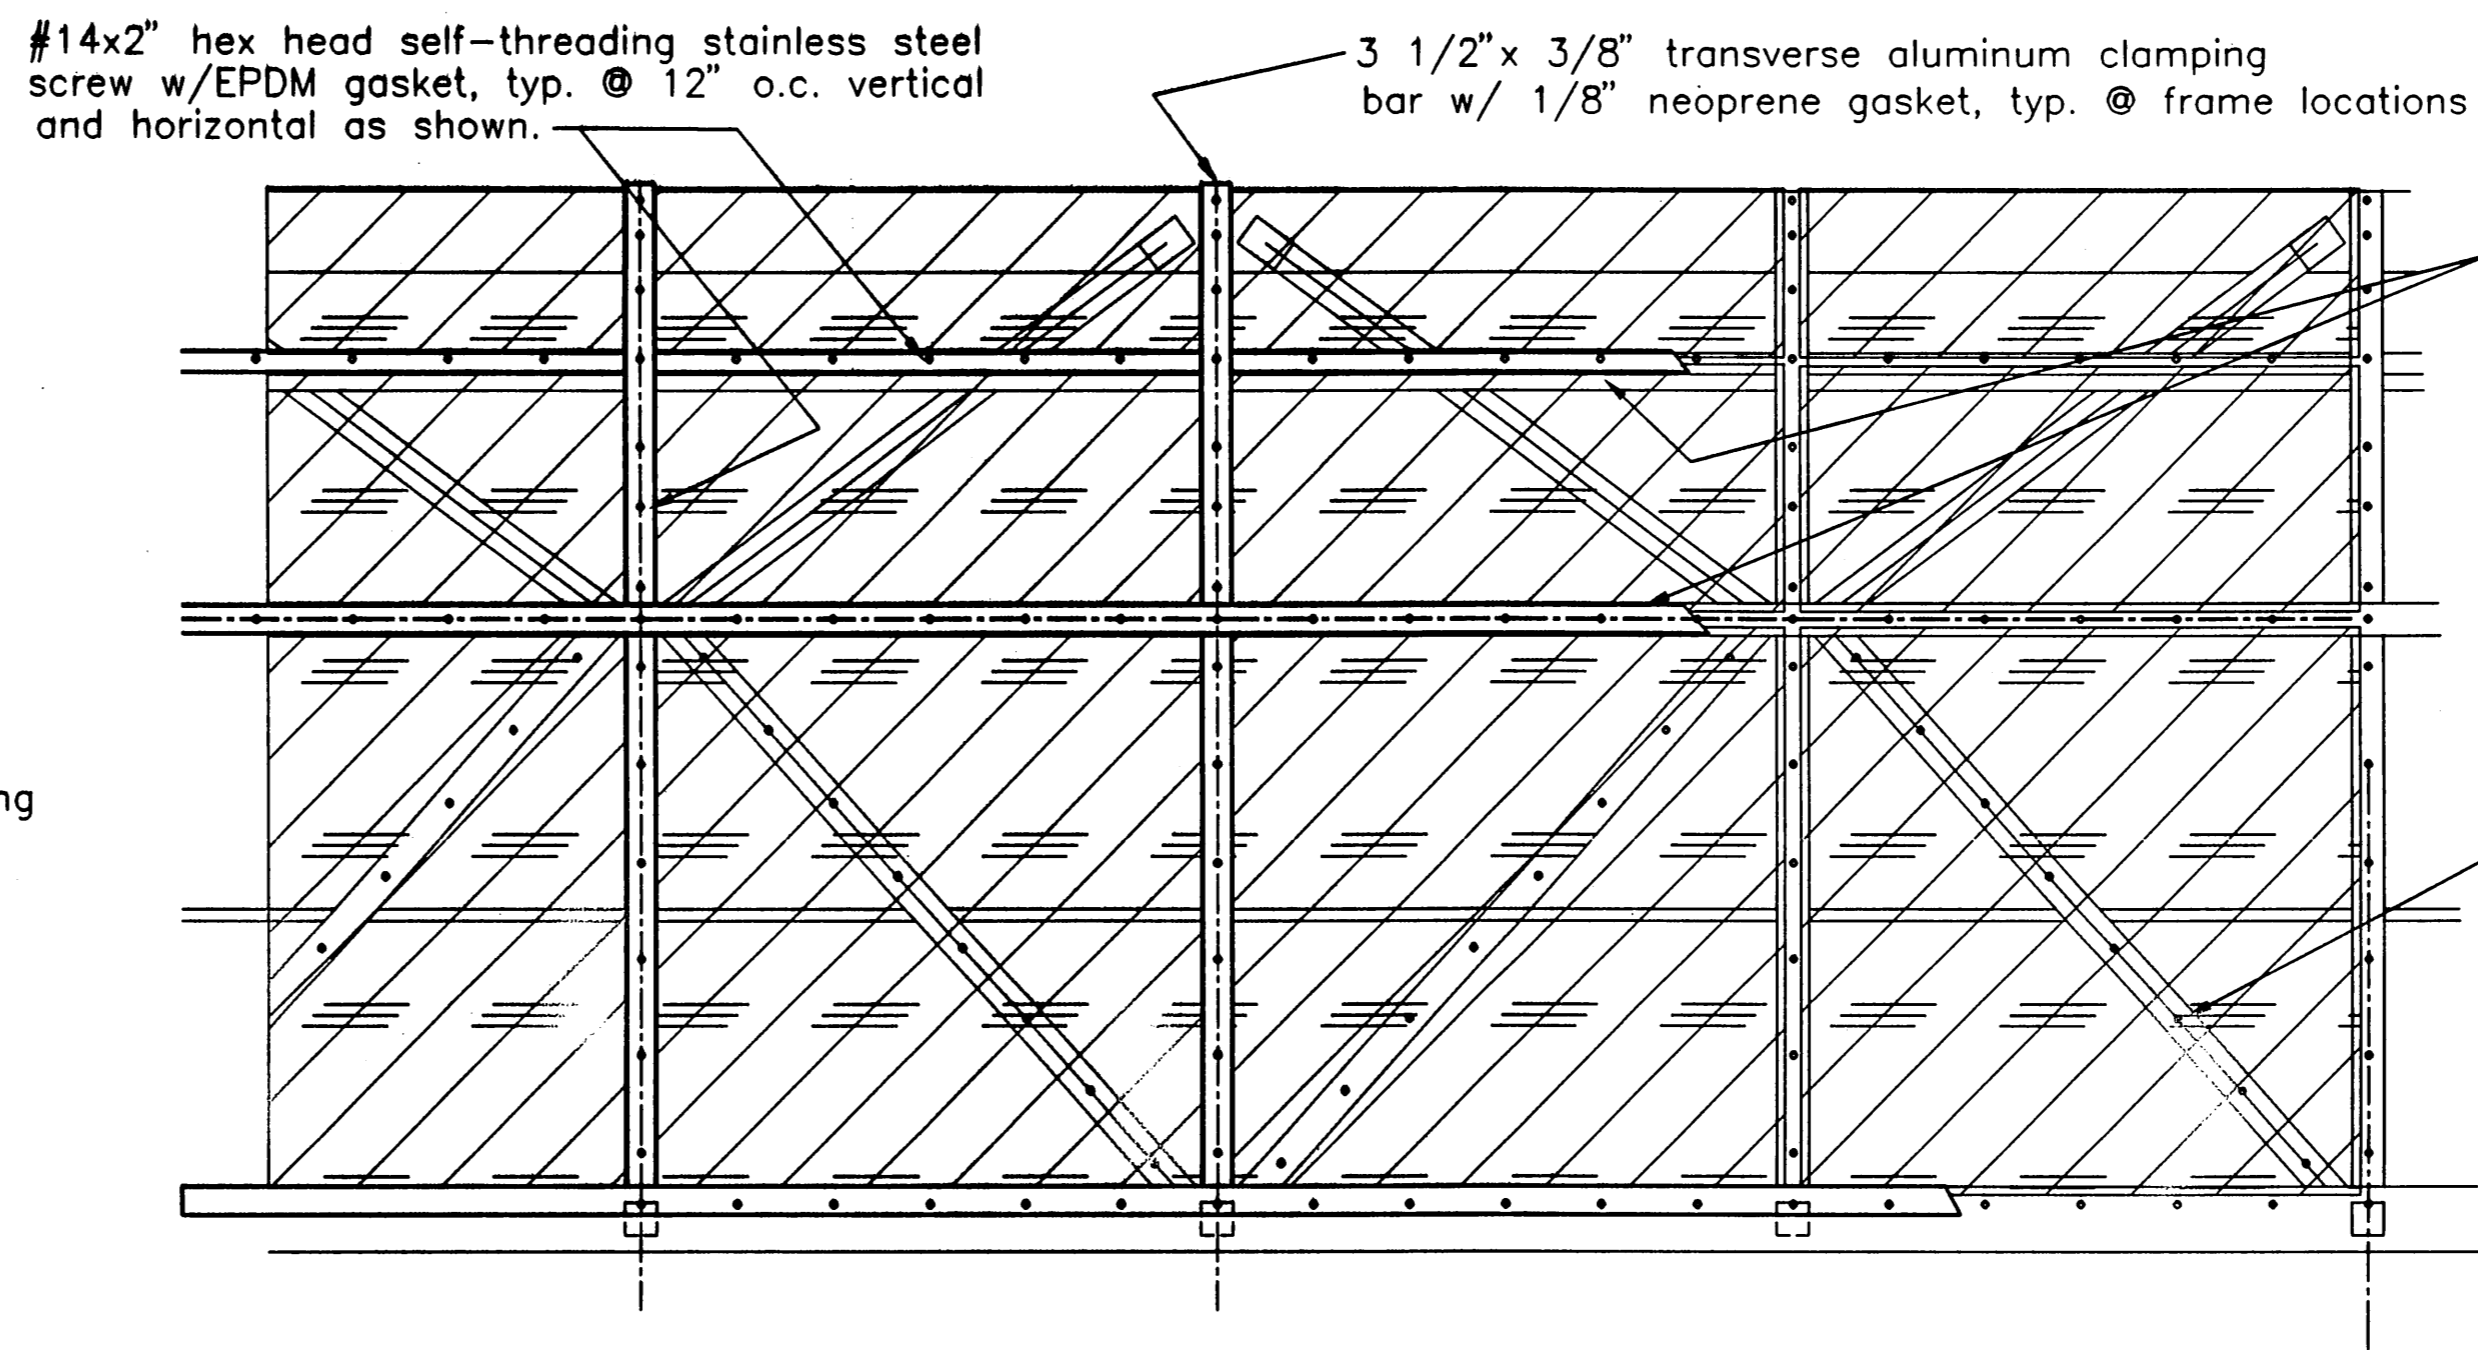 #14x2" hex head self-threading stainless steel
screw w/EPDM gasket, typ. @ 12" o.c. vertical
and horizontal as shown.
3 1/2"x 3/8" transverse aluminum clamping
bar w/ 1/8" neoprene gasket, typ. @ frame locations
ng